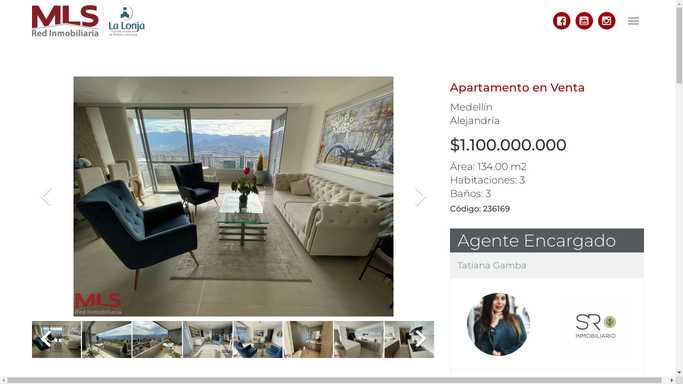 MLS
Red Inmobiliaria
La Lonja
Apartamento en Venta
Medellín
Alejandría
$1.100.000.000
Área: 134.00 m2
Habitaciones: 3
Baños: 3
Código: 236169
Agente Encargado
Tatiana Gamba
MLS
Red Inmobiliaria
SR
INMOBILIARIO